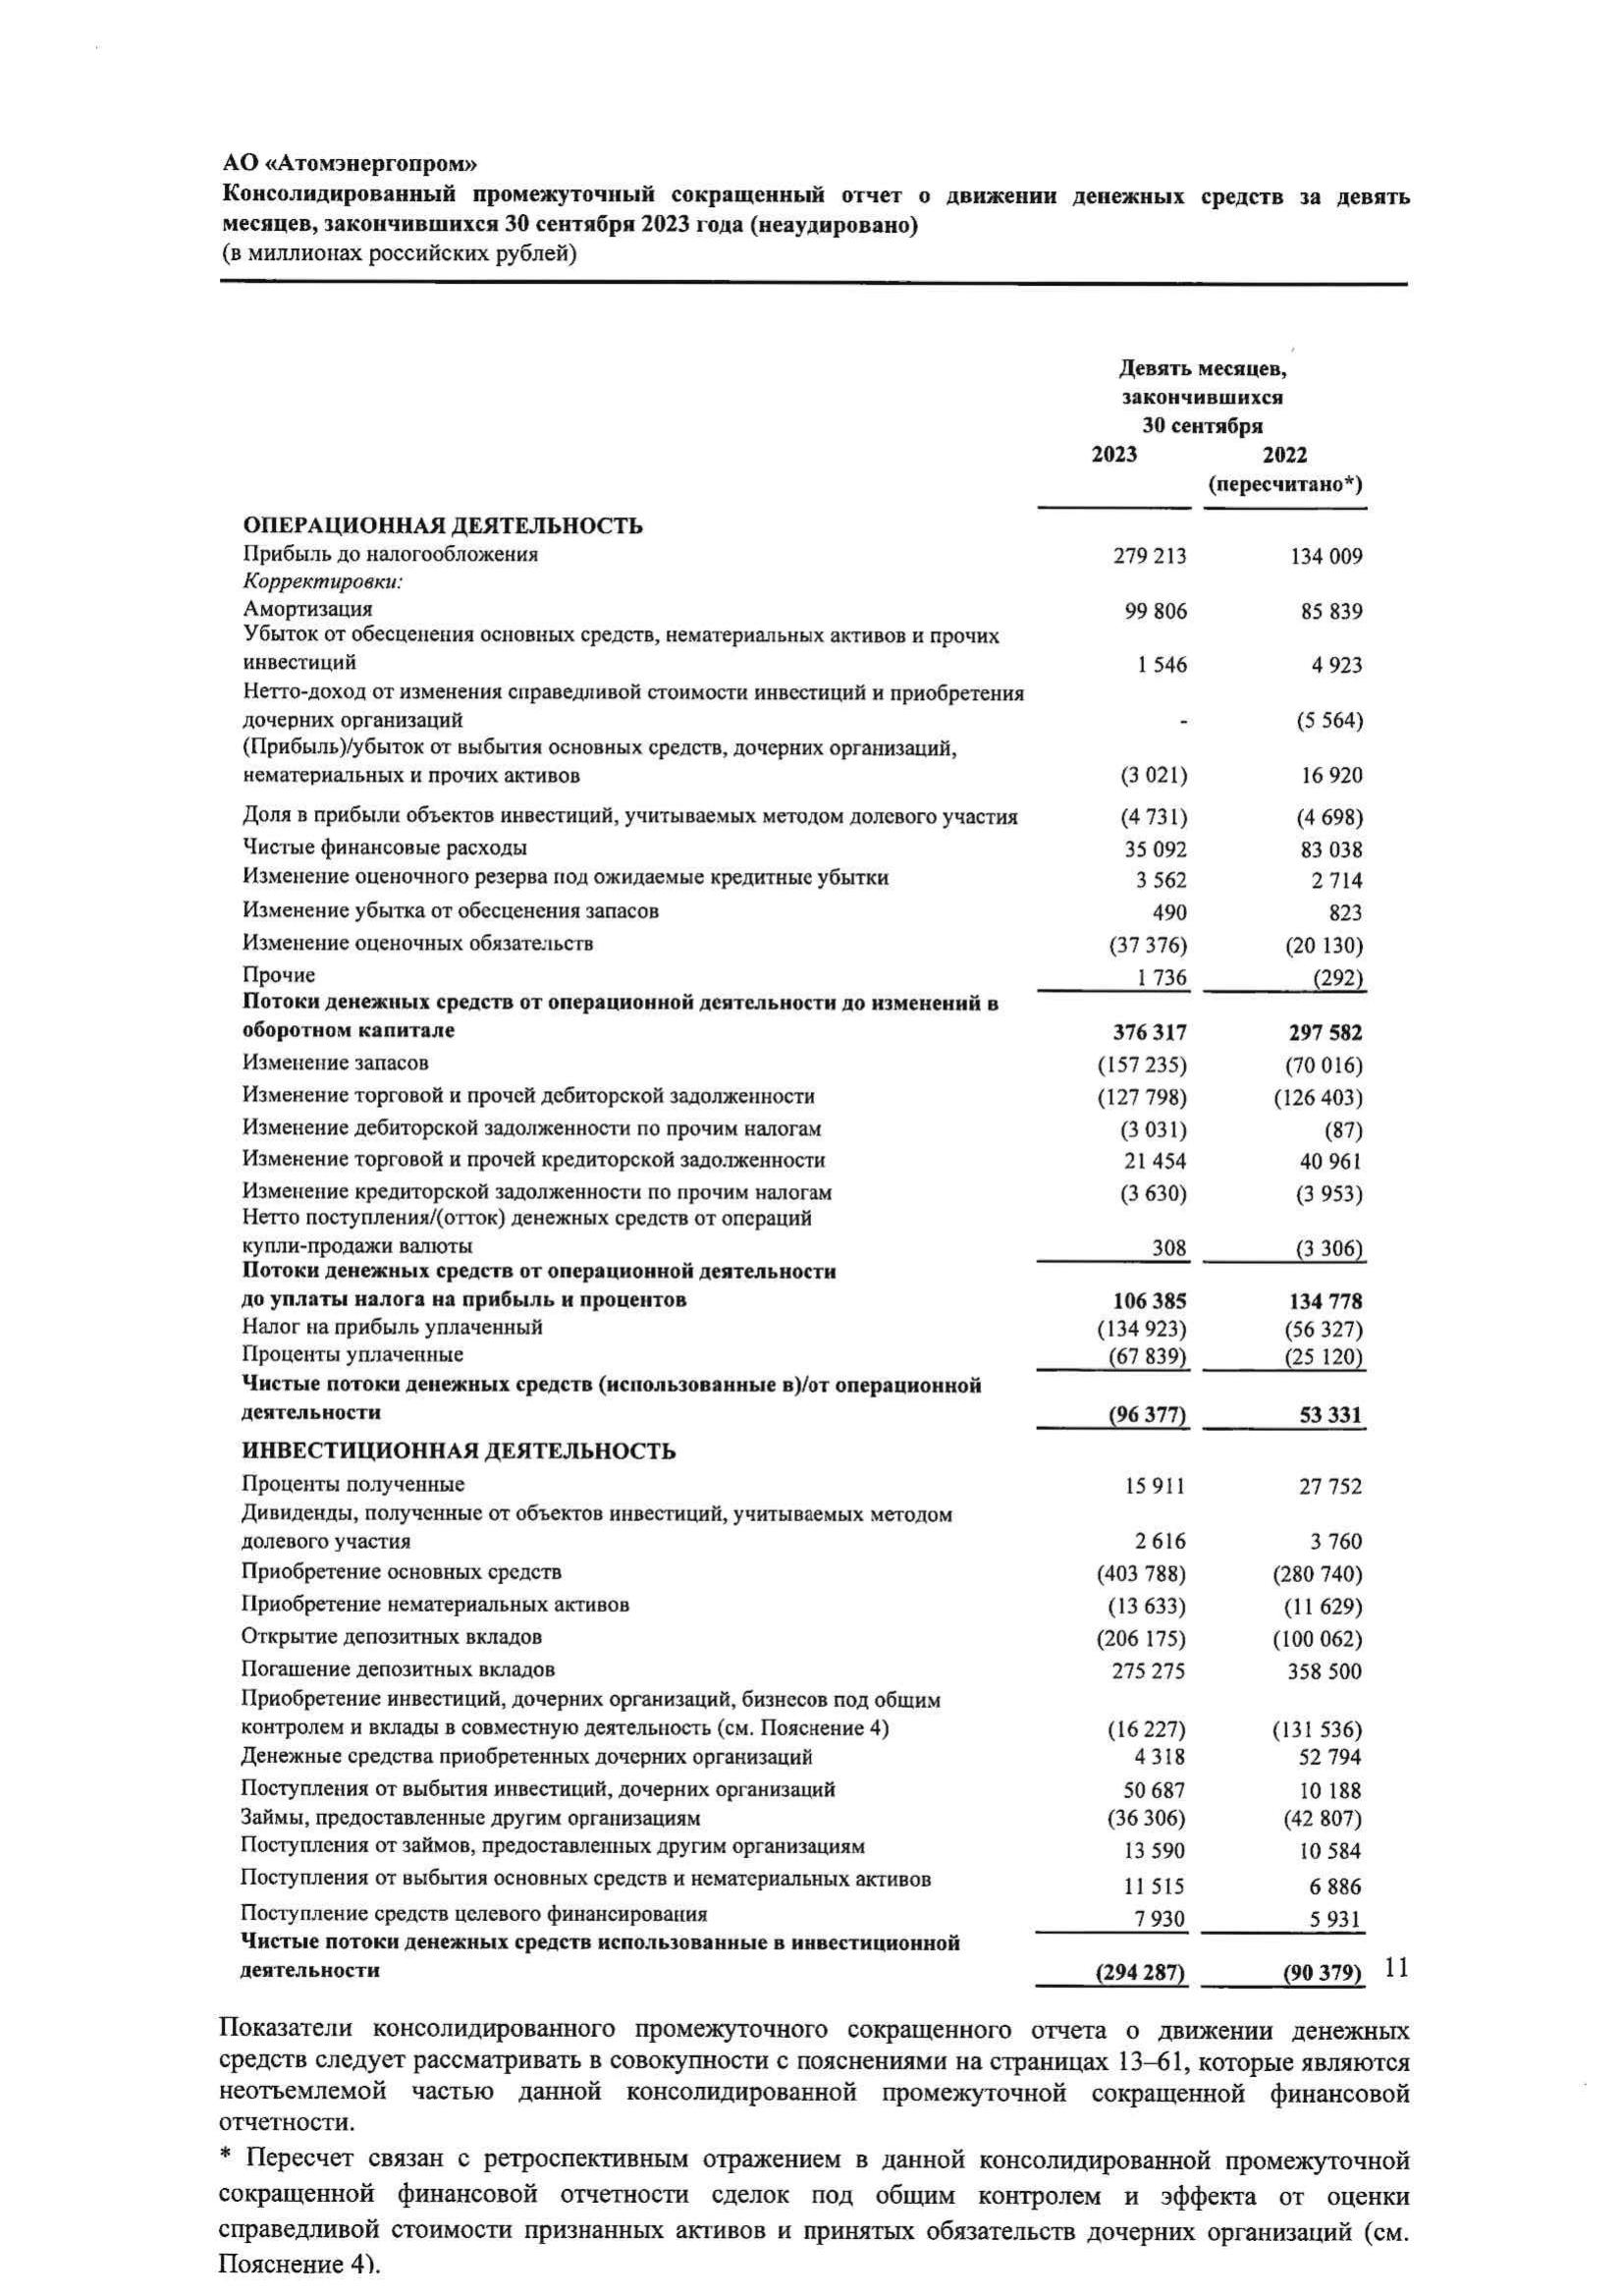 АО «Атомэнергопром»
Консолидированный промежуточный сокращенный отчет о движении денежных средств за девять
месяцев, закончившихся 30 сентября 2023 года (неаудировано)
(в миллионах российских рублей)
Девять месяцев,
закончившихся
30 сентября
2023 2022
(пересчитано*)
ОПЕРАЦИОННАЯ ДЕЯТЕЛЬНОСТЬ
Прибыль до налогообложения 279 213 134 009
Корректировки:
Амортизация 99 806 85 839
Убыток от обесценения основных средств, нематериальных активов и прочих
инвестиций 1 546 4 923
Нетто-доход от изменения справедливой стоимости инвестиций и приобретения
дочерних организаций - (5 564)
(Прибыль)/убыток от выбытия основных средств, дочерних организаций,
нематериальных и прочих активов (3 021) 16 920
Доля в прибыли объектов инвестиций, учитываемых методом долевого участия (4 731) (4 698)
Чистые финансовые расходы 35 092 83 038
Изменение оценочного резерва под ожидаемые кредитные убытки 3 562 2 714
Изменение убытка от обесценения запасов 490 823
Изменение оценочных обязательств (37 376) (20 130)
Прочие 1 736 (292)
Потоки денежных средств от операционной деятельности до изменений в
оборотном капитале 376 317 297 582
Изменение запасов (157 235) (70 016)
Изменение торговой и прочей дебиторской задолженности (127 798) (126 403)
Изменение дебиторской задолженности по прочим налогам (3 031) (87)
Изменение торговой и прочей кредиторской задолженности 21 454 40 961
Изменение кредиторской задолженности по прочим налогам (3 630) (3 953)
Нетто поступления/(отток) денежных средств от операций
купли-продажи валюты 308 (3 306)
Потоки денежных средств от операционной деятельности
до уплаты налога на прибыль и процентов 106 385 134 778
Налог на прибыль уплаченный (134 923) (56 327)
Проценты уплаченные (67 839) (25 120)
Чистые потоки денежных средств (использованные в)/от операционной
деятельности (96 377) 53 331
ИНВЕСТИЦИОННАЯ ДЕЯТЕЛЬНОСТЬ
Проценты полученные 15 911 27 752
Дивиденды, полученные от объектов инвестиций, учитываемых методом
долевого участия 2 616 3 760
Приобретение основных средств (403 788) (280 740)
Приобретение нематериальных активов (13 633) (11 629)
Открытие депозитных вкладов (206 175) (100 062)
Погашение депозитных вкладов 275 275 358 500
Приобретение инвестиций, дочерних организаций, бизнесов под общим
контролем и вклады в совместную деятельность (см. Пояснение 4) (16 227) (131 536)
Денежные средства приобретенных дочерних организаций 4 318 52 794
Поступления от выбытия инвестиций, дочерних организаций 50 687 10 188
Займы, предоставленные другим организациям (36 306) (42 807)
Поступления от займов, предоставленных другим организациям 13 590 10 584
Поступления от выбытия основных средств и нематериальных активов 11 515 6 886
Поступление средств целевого финансирования 7 930 5 931
Чистые потоки денежных средств использованные в инвестиционной
деятельности (294 287) (90 379) 11
Показатели консолидированного промежуточного сокращенного отчета о движении денежных
средств следует рассматривать в совокупности с пояснениями на страницах 13–61, которые являются
неотъемлемой частью данной консолидированной промежуточной сокращенной финансовой
отчетности.
* Пересчет связан с ретроспективным отражением в данной консолидированной промежуточной
сокращенной финансовой отчетности сделок под общим контролем и эффекта от оценки
справедливой стоимости признанных активов и принятых обязательств дочерних организаций (см.
Пояснение 4).